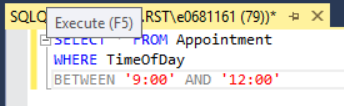 SQLQ .RST\e0681161 (79))*
Execute (F5)
SELECT * FROM Appointment
WHERE TimeOfDay
BETWEEN '9:00' AND '12:00'